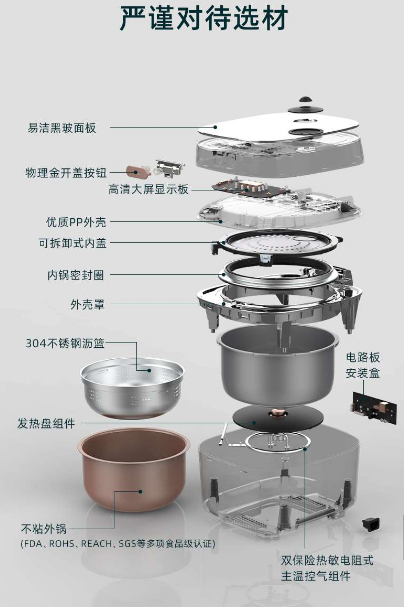 严谨对待选材
易洁黑玻面板
物理金开盖按钮
高清大屏显示板
优质PP外壳
可拆卸式内盖
内锅密封圈
外壳罩
304不锈钢沥篮
电路板
安装盒
发热盘组件
不粘外锅
(FDA、ROHS、REACH、SGS等多项食品级认证)
双保险热敏电阻式
主温控气组件